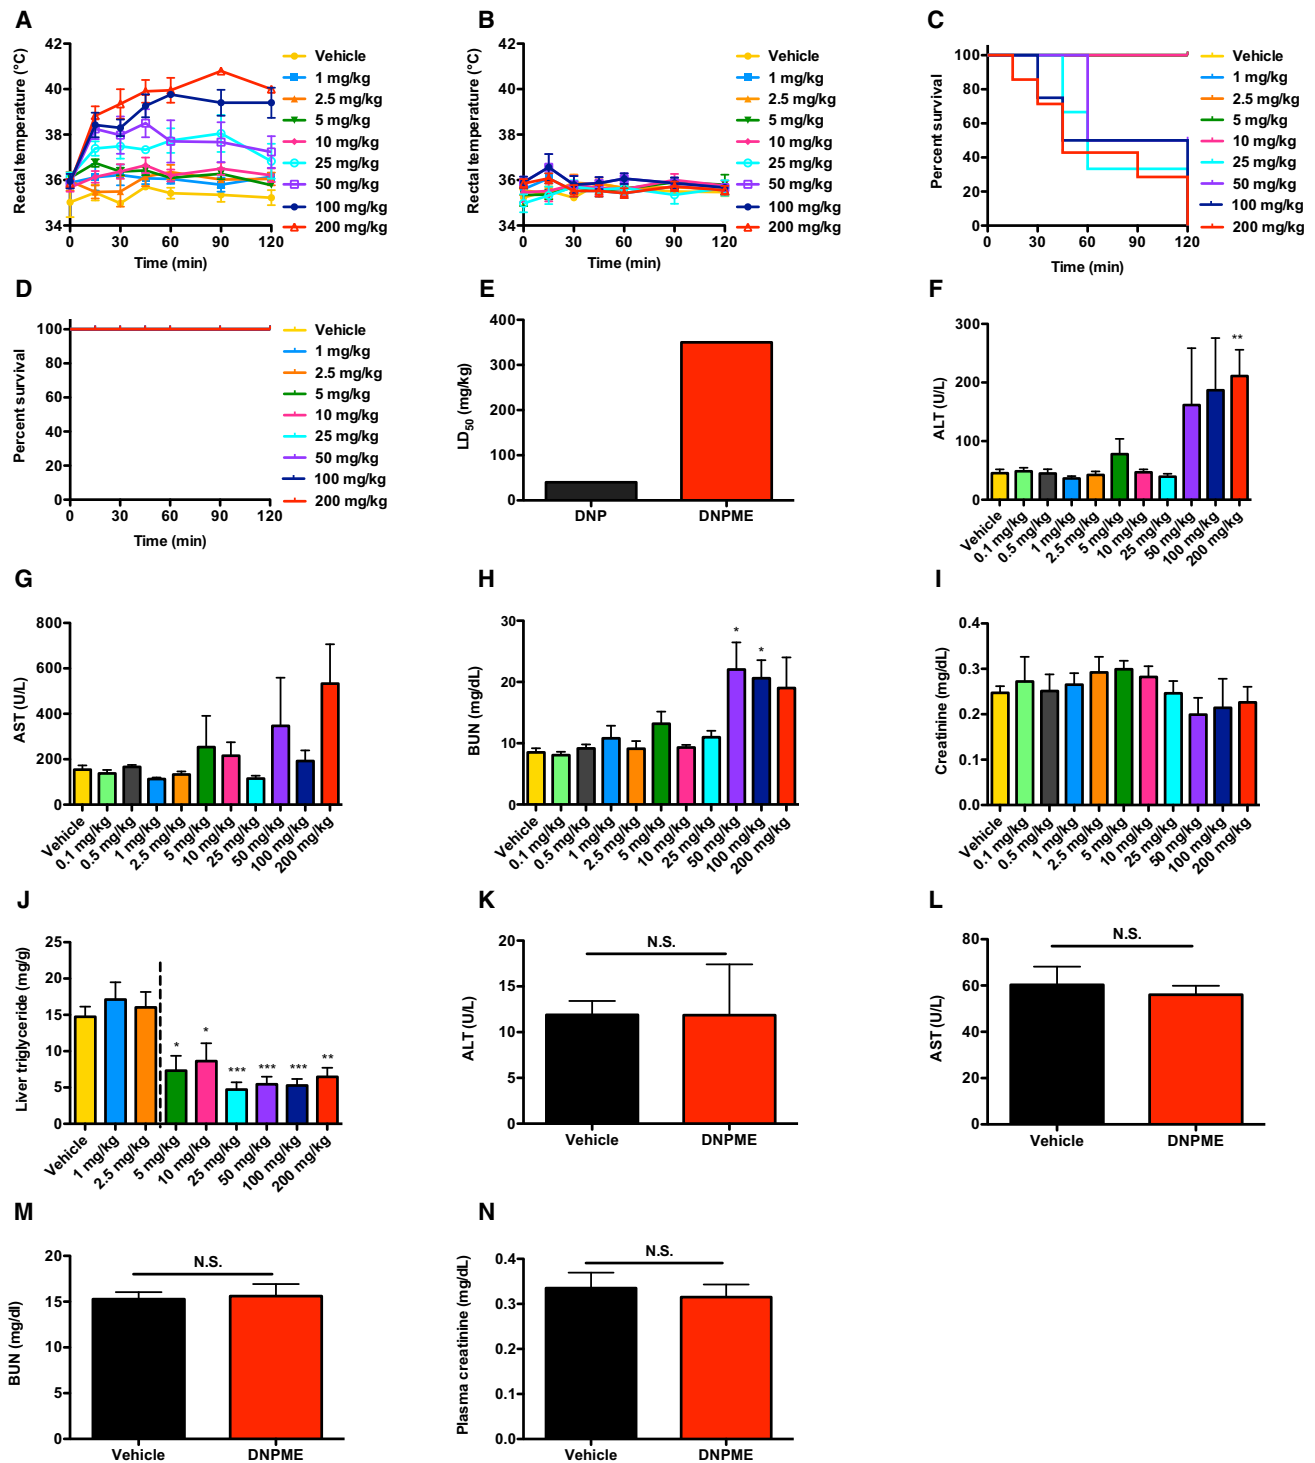 A
Rectal temperature (°C)
42
40
38
36
34
0
30
60
90
120
Time (min)
Vehicle
1 mg/kg
2.5 mg/kg
5 mg/kg
10 mg/kg
25 mg/kg
50 mg/kg
100 mg/kg
200 mg/kg
B
Rectal temperature (°C)
42
40
38
36
34
0
30
60
90
120
Time (min)
Vehicle
1 mg/kg
2.5 mg/kg
5 mg/kg
10 mg/kg
25 mg/kg
50 mg/kg
100 mg/kg
200 mg/kg
C
Percent survival
100
80
60
40
20
0
0
30
60
90
120
Time (min)
Vehicle
1 mg/kg
2.5 mg/kg
5 mg/kg
10 mg/kg
25 mg/kg
50 mg/kg
100 mg/kg
200 mg/kg
D
Percent survival
100
80
60
40
20
0
0
30
60
90
120
Time (min)
Vehicle
1 mg/kg
2.5 mg/kg
5 mg/kg
10 mg/kg
25 mg/kg
50 mg/kg
100 mg/kg
200 mg/kg
E
LD50 (mg/kg)
400
300
200
100
0
DNP
DNPME
F
ALT (U/L)
300
200
100
0
**
Vehicle
0.1 mg/kg
0.5 mg/kg
1 mg/kg
2.5 mg/kg
5 mg/kg
10 mg/kg
25 mg/kg
50 mg/kg
100 mg/kg
200 mg/kg
G
AST (U/L)
800
600
400
200
0
Vehicle
0.1 mg/kg
0.5 mg/kg
1 mg/kg
2.5 mg/kg
5 mg/kg
10 mg/kg
25 mg/kg
50 mg/kg
100 mg/kg
200 mg/kg
H
BUN (mg/dL)
30
20
10
0
*
*
Vehicle
0.1 mg/kg
0.5 mg/kg
1 mg/kg
2.5 mg/kg
5 mg/kg
10 mg/kg
25 mg/kg
50 mg/kg
100 mg/kg
200 mg/kg
I
Creatinine (mg/dL)
0.4
0.3
0.2
0.1
0.0
Vehicle
0.1 mg/kg
0.5 mg/kg
1 mg/kg
2.5 mg/kg
5 mg/kg
10 mg/kg
25 mg/kg
50 mg/kg
100 mg/kg
200 mg/kg
J
Liver triglyceride (mg/g)
25
20
15
10
5
0
*
*
***
***
***
**
Vehicle
1 mg/kg
2.5 mg/kg
5 mg/kg
10 mg/kg
25 mg/kg
50 mg/kg
100 mg/kg
200 mg/kg
K
ALT (U/L)
20
15
10
5
0
N.S.
Vehicle
DNPME
L
AST (U/L)
80
60
40
20
0
N.S.
Vehicle
DNPME
M
BUN (mg/dl)
20
15
10
5
0
N.S.
Vehicle
DNPME
N
Plasma creatinine (mg/dL)
0.4
0.3
0.2
0.1
0.0
N.S.
Vehicle
DNPME